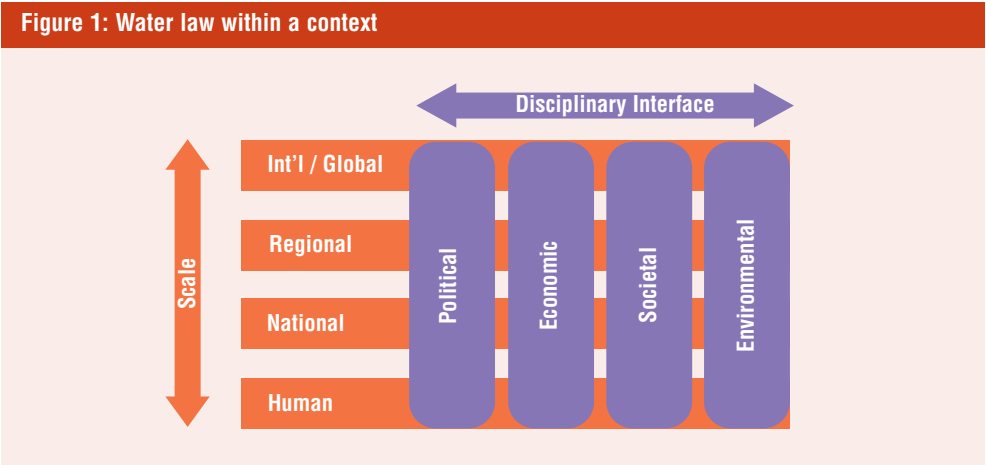 Figure 1: Water law within a context
Disciplinary Interface
Scale
Int'l / Global
Regional
National
Human
Political
Economic
Societal
Environmental